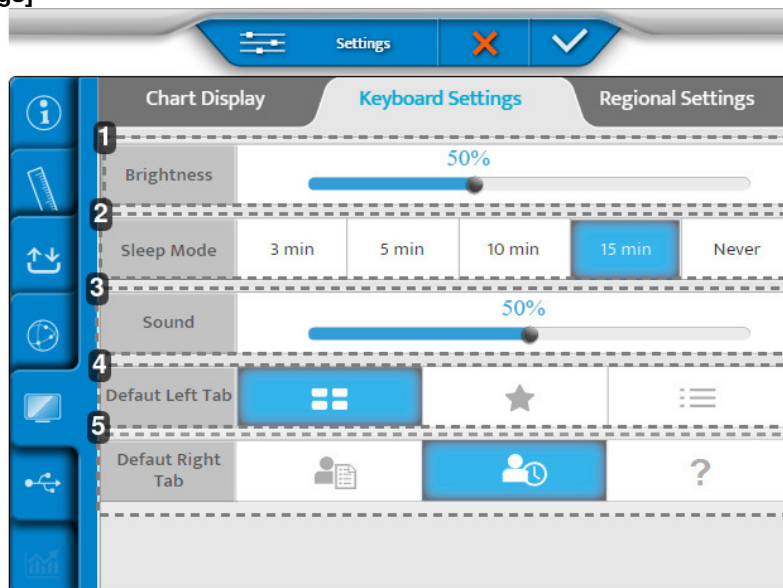 gs]
Settings
Chart Display Keyboard Settings Regional Settings
1
50%
Brightness
2
Sleep Mode 3 min 5 min 10 min 15 min Never
3
50%
Sound
4
Defaut Left Tab
5
Defaut Right
Tab
?